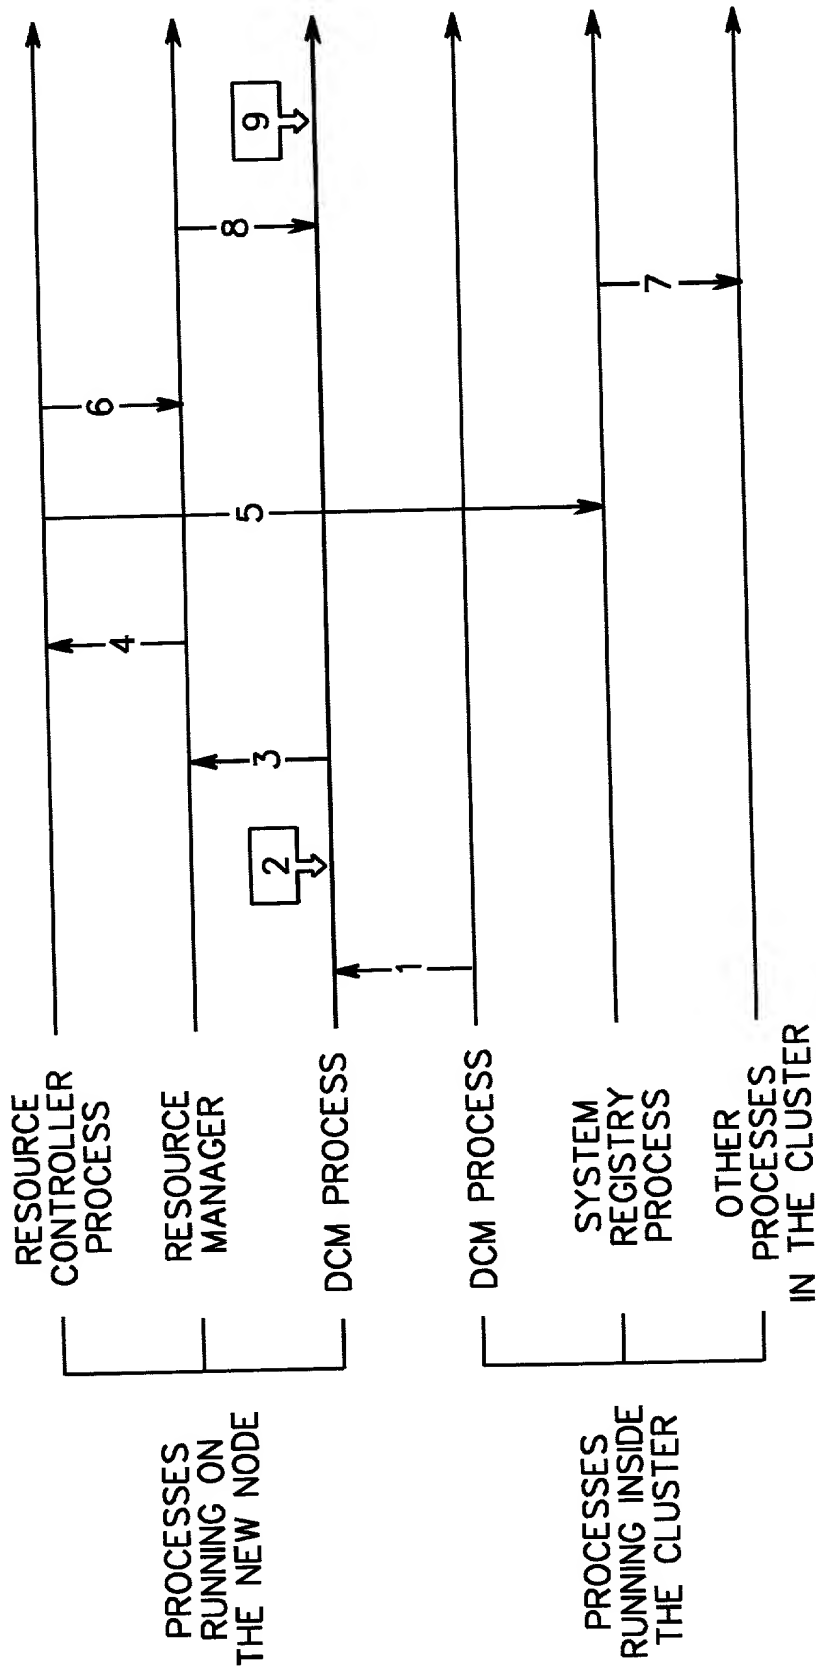 PROCESSES
RUNNING ON
THE NEW NODE
RESOURCE
CONTROLLER
PROCESS
RESOURCE
MANAGER
DCM PROCESS
PROCESSES
RUNNING INSIDE
THE CLUSTER
DCM PROCESS
SYSTEM
REGISTRY
PROCESS
OTHER
PROCESSES
IN THE CLUSTER
1
2
3
4
5
6
7
8
9